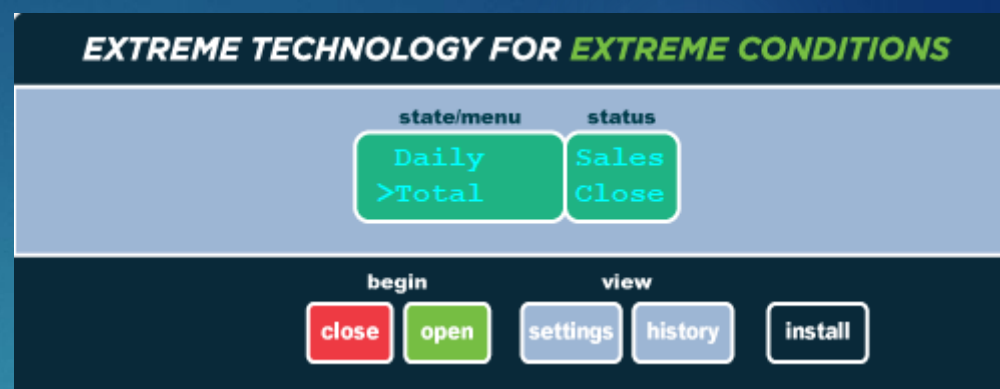 EXTREME TECHNOLOGY FOR EXTREME CONDITIONS
state/menu status
Daily Sales
>Total Close
begin view
close open settings history install